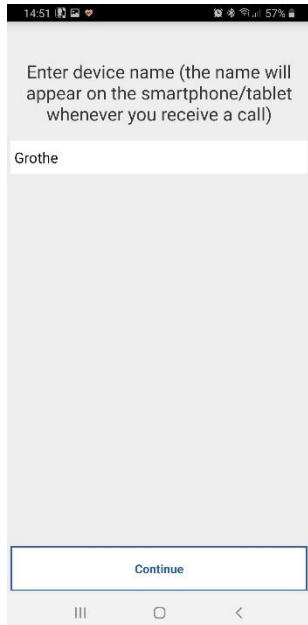 14:51 57%
Enter device name (the name will
appear on the smartphone/tablet
whenever you receive a call)
Grothe
Continue